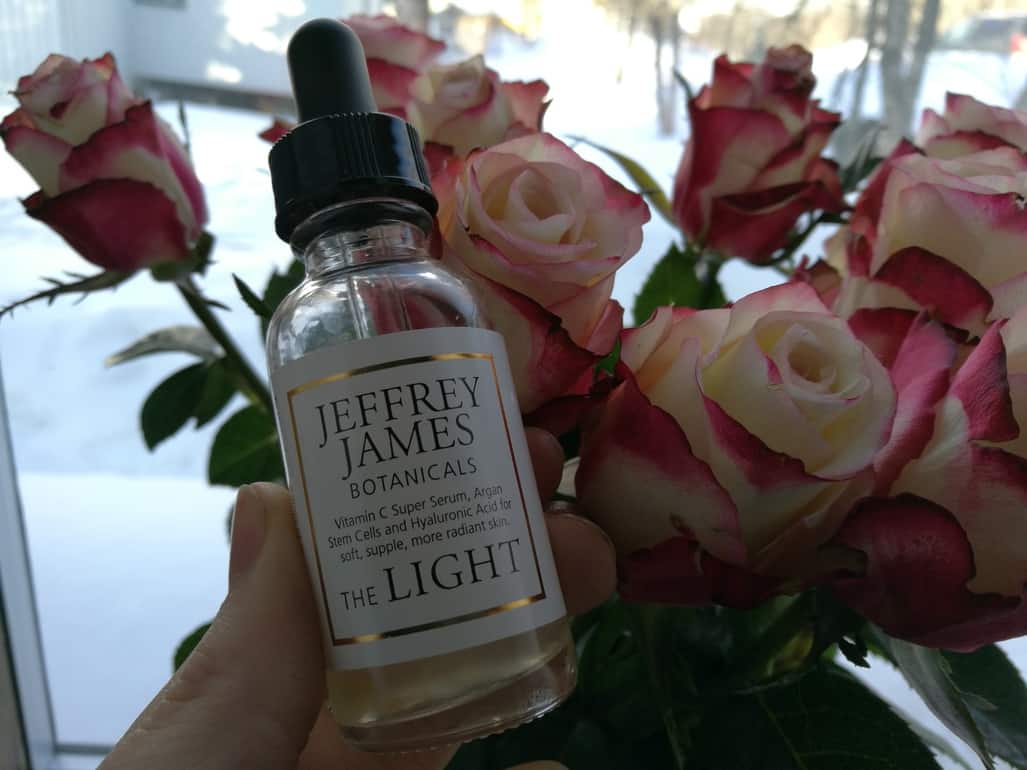 JEFFREY
JAMES
BOTANICALS
Vitamin C Super Serum, Argan
Stem Cells and Hyaluronic Acid for
soft, supple, more radiant skin.
THE LIGHT